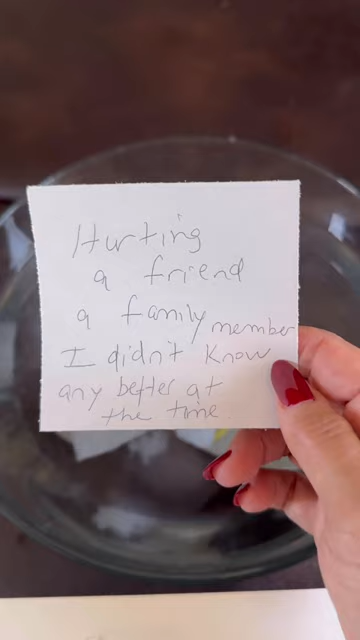 Hurting
a friend
a family member
I didn't know
any better at
the time.